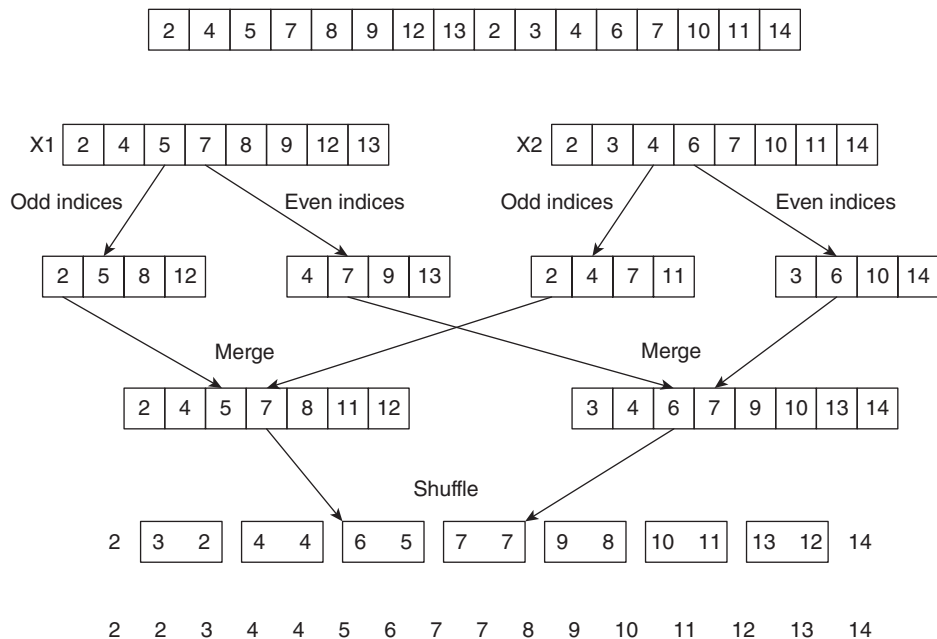 2 4 5 7 8 9 12 13 2 3 4 6 7 10 11 14
X1 2 4 5 7 8 9 12 13
X2 2 3 4 6 7 10 11 14
Odd indices
Even indices
Odd indices
Even indices
2 5 8 12
4 7 9 13
2 4 7 11
3 6 10 14
Merge
Merge
2 4 5 7 8 11 12
3 4 6 7 9 10 13 14
Shuffle
2 3 2 4 4 6 5 7 7 9 8 10 11 13 12 14
2 2 3 4 4 5 6 7 7 8 9 10 11 12 13 14